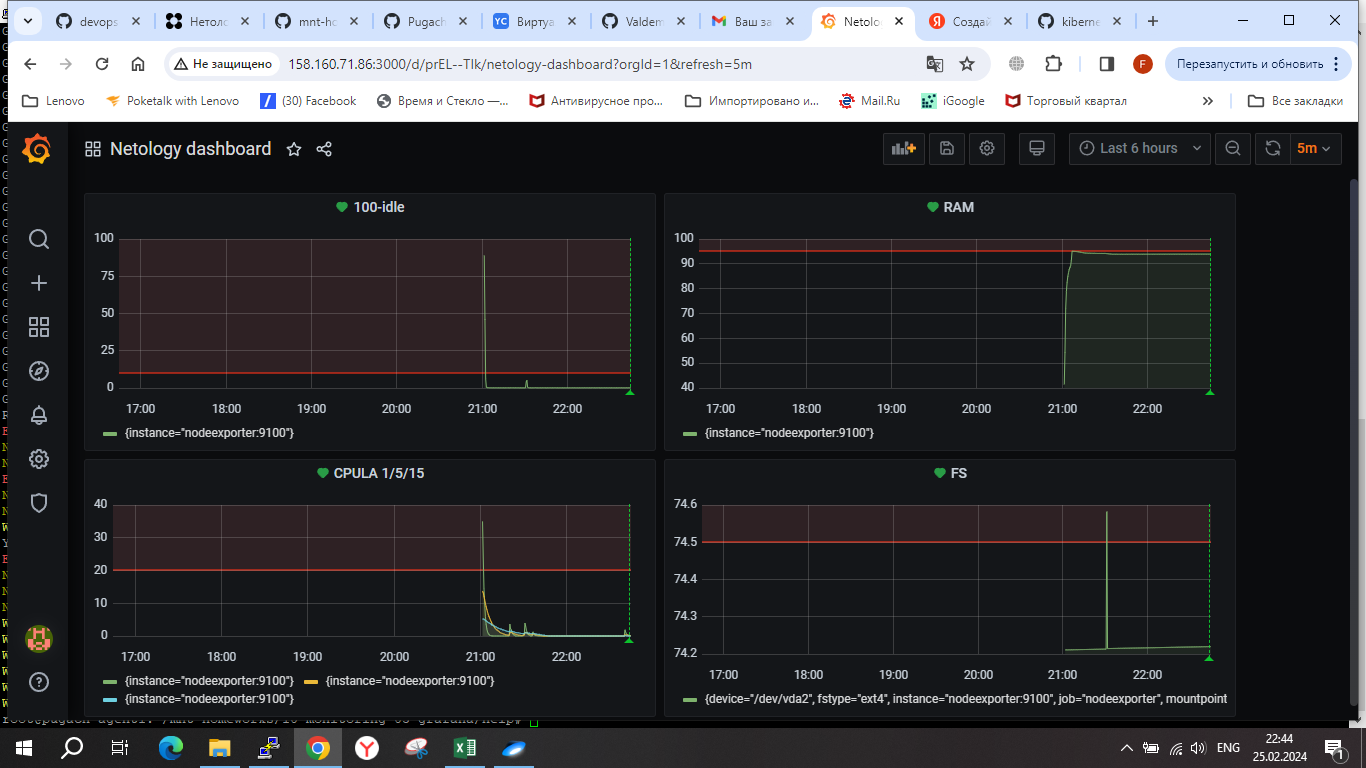 devops
Нетоло
mnt-ho
Pugach
YC Виртуа
Valdem
Ваш за
Netolo
Я Создай
kiberne
Не защищено 158.160.71.86:3000/d/prEL--Tlk/netology-dashboard?orgId=1&refresh=5m F Перезапустить и обновить
Lenovo Poketalk with Lenovo (30) Facebook Время и Стекло —... Антивирусное про... Импортировано и... Mail.Ru iGoogle Торговый квартал » Все закладки
Netology dashboard Last 6 hours 5m
100-idle
100
75
50
25
0
17:00 18:00 19:00 20:00 21:00 22:00
{instance="nodeexporter:9100"}
RAM
100
90
80
70
60
50
40
17:00 18:00 19:00 20:00 21:00 22:00
{instance="nodeexporter:9100"}
CPULA 1/5/15
40
30
20
10
0
17:00 18:00 19:00 20:00 21:00 22:00
{instance="nodeexporter:9100"} {instance="nodeexporter:9100"}
{instance="nodeexporter:9100"}
FS
74.6
74.5
74.4
74.3
74.2
17:00 18:00 19:00 20:00 21:00 22:00
{device="/dev/vda2", fstype="ext4", instance="nodeexporter:9100", job="nodeexporter", mountpoint
ENG
22:44
25.02.2024
1